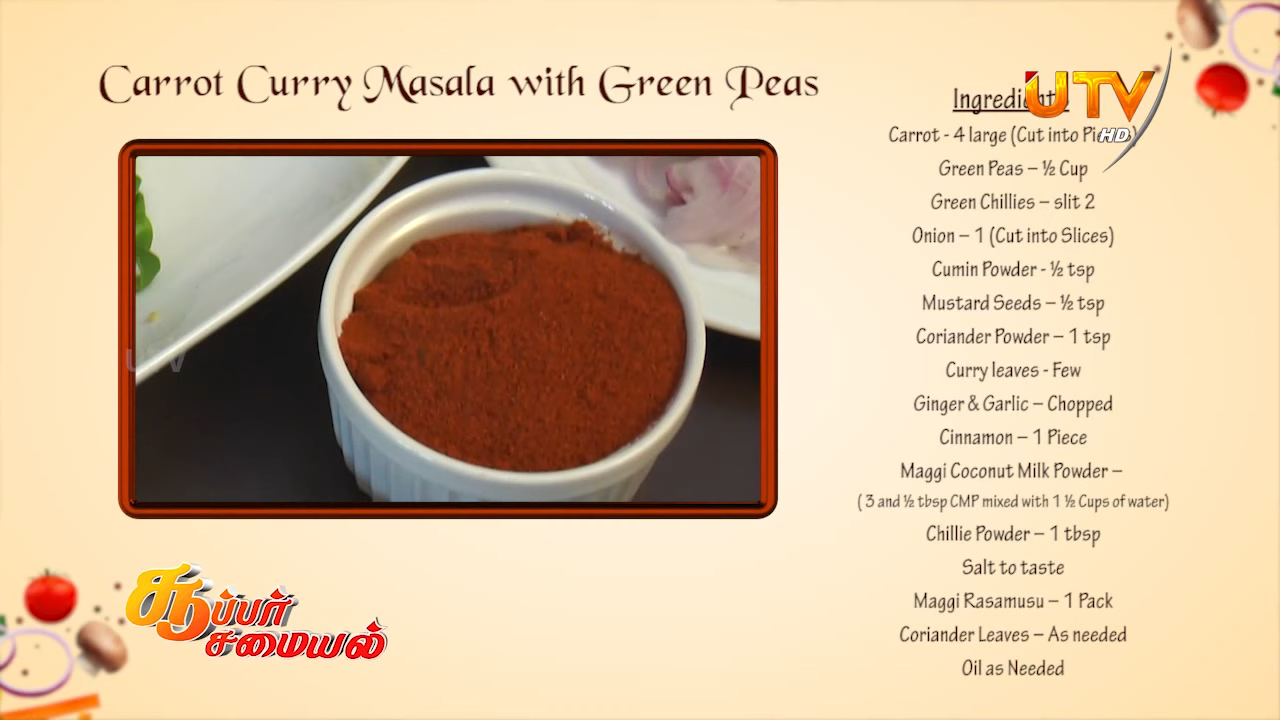 Carrot Curry Masala with Green Peas
UTV
HD
Ingredients
Carrot - 4 large (Cut into Pieces)
Green Peas – ½ Cup
Green Chillies – slit 2
Onion – 1 (Cut into Slices)
Cumin Powder - ½ tsp
Mustard Seeds – ½ tsp
Coriander Powder – 1 tsp
Curry leaves - Few
Ginger & Garlic – Chopped
Cinnamon – 1 Piece
Maggi Coconut Milk Powder –
( 3 and ½ tbsp CMP mixed with 1 ½ Cups of water)
Chillie Powder – 1 tbsp
Salt to taste
Maggi Rasamusu – 1 Pack
Coriander Leaves – As needed
Oil as Needed
UTV
சூப்பர்
சமையல்